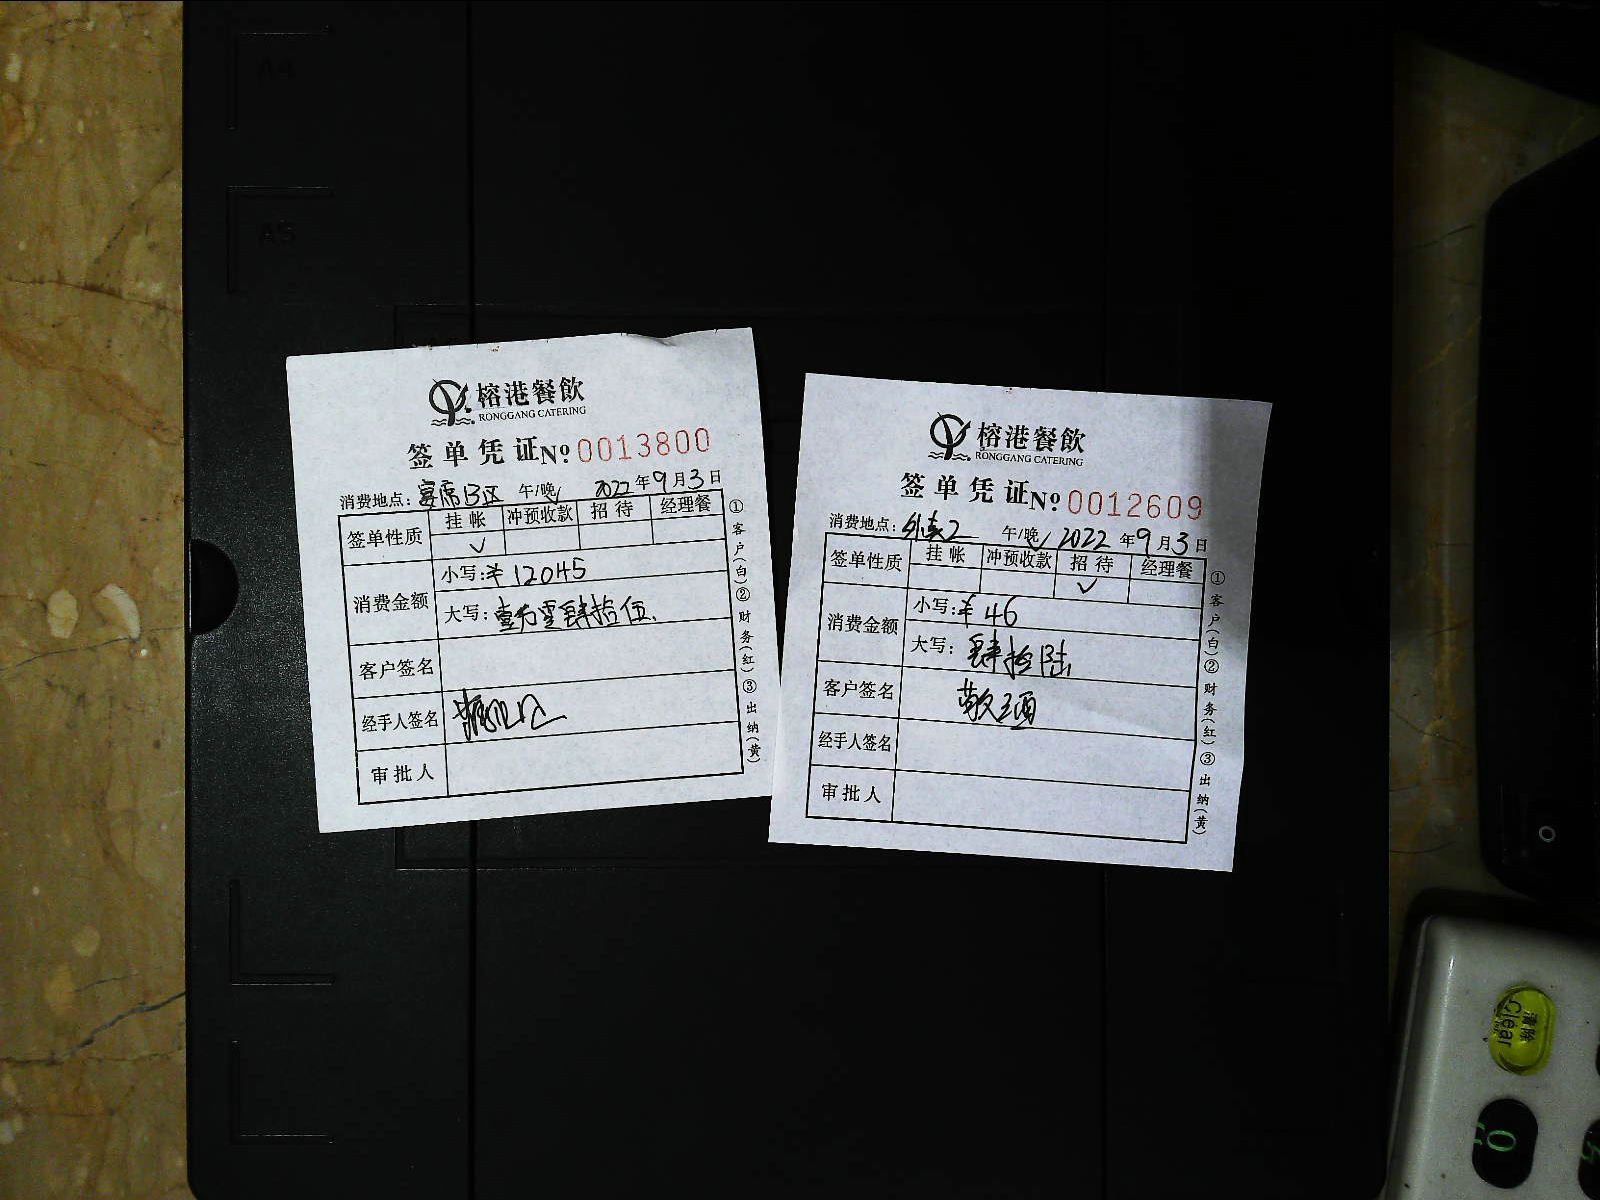 A4
A5
榕港餐飲
RONGGANG CATERING
签单凭证 Nº 0013800
消费地点: 宴席B区 午/晚√ 2022年9月3日
签单性质 挂帐 冲预收款 招待 经理餐
√
消费金额
小写:¥ 12045
大写: 壹万 零肆拾伍
客户签名
经手人签名
审批人
①客户(白)②财务(红)③出纳(黄)
榕港餐飲
RONGGANG CATERING
签单凭证 Nº 0012609
消费地点: 外卖2 午/晚√ 2022年9月3日
签单性质 挂帐 冲预收款 招待 经理餐
√
消费金额
小写:¥ 46
大写: 肆拾陆
客户签名
经手人签名
审批人
①客户(白)②财务(红)③出纳(黄)
清除
Clear
0